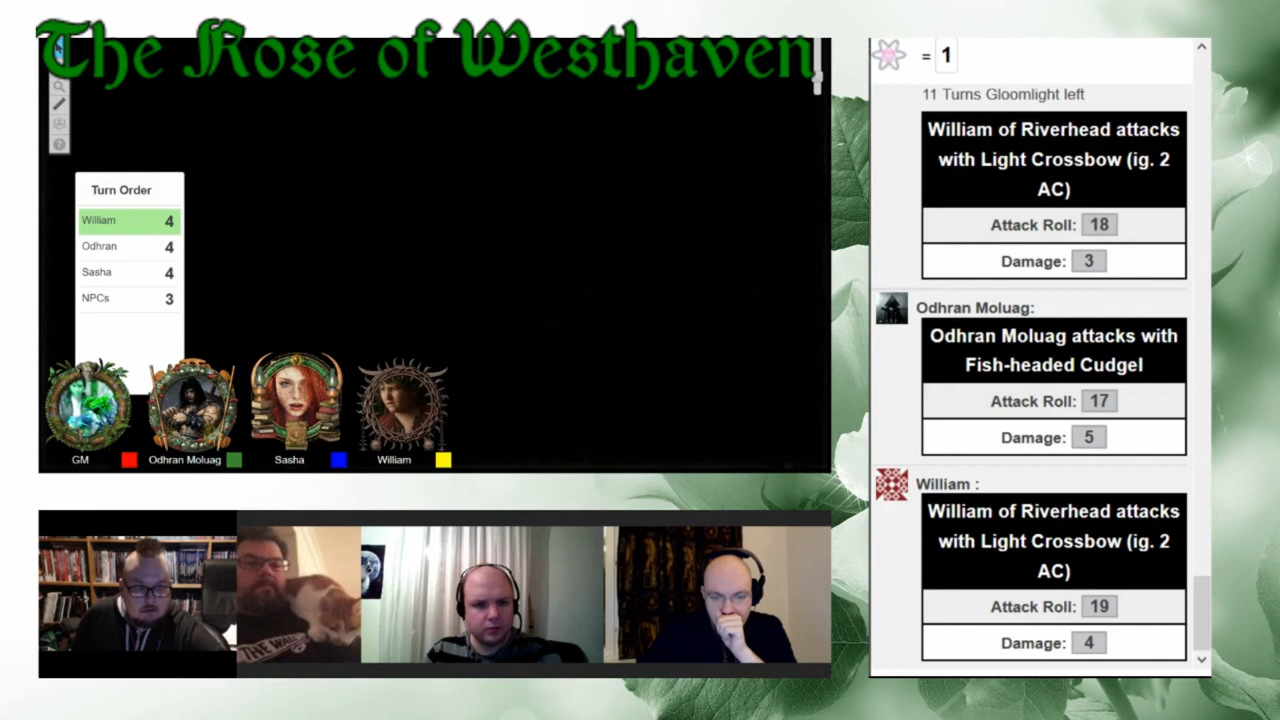 The Rose of Westhaven
Turn Order
William 4
Odhran 4
Sasha 4
NPCs 3
GM
Odhran Moluag
Sasha
William
THE WALL
= 1
11 Turns Gloomlight left
William of Riverhead attacks
with Light Crossbow (ig. 2
AC)
Attack Roll: 18
Damage: 3
Odhran Moluag:
Odhran Moluag attacks with
Fish-headed Cudgel
Attack Roll: 17
Damage: 5
William :
William of Riverhead attacks
with Light Crossbow (ig. 2
AC)
Attack Roll: 19
Damage: 4